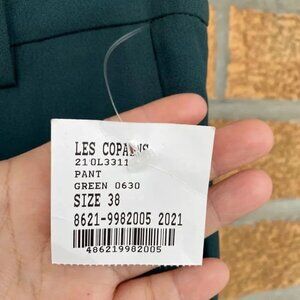 LES COPAINS
210L3311
PANT
GREEN 0630
SIZE 38
8621-9982005 2021
486219982005